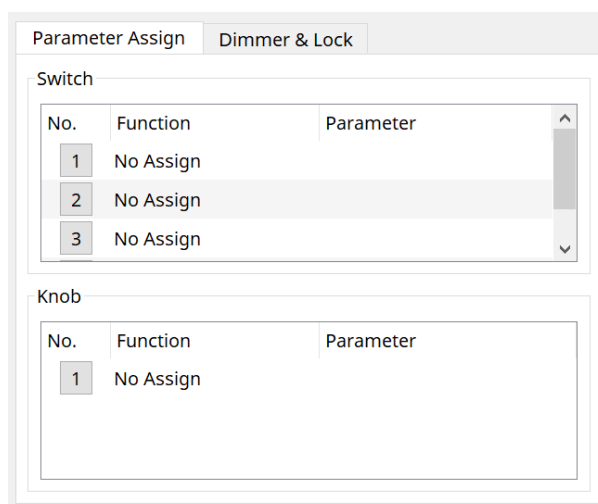 Parameter Assign Dimmer & Lock
Switch
No. Function Parameter
1 No Assign
2 No Assign
3 No Assign
Knob
No. Function Parameter
1 No Assign